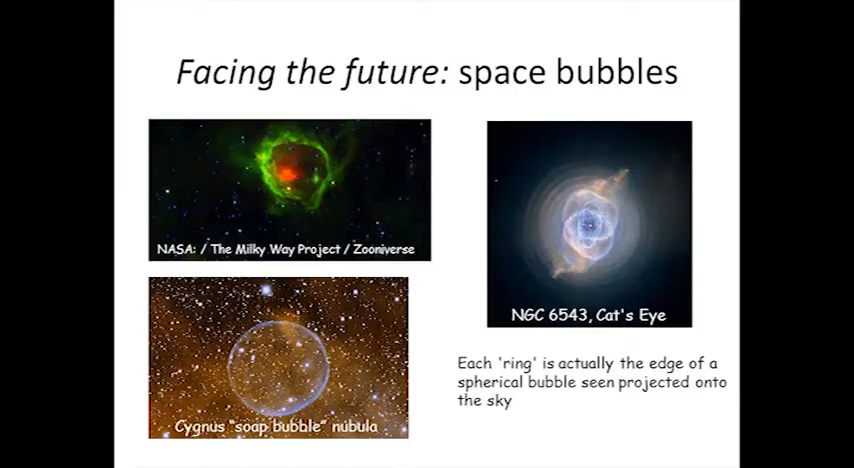 Facing the future: space bubbles
NASA: / The Milky Way Project / Zooniverse
NGC 6543, Cat's Eye
Cygnus "soap bubble" nubula
Each 'ring' is actually the edge of a
spherical bubble seen projected onto
the sky